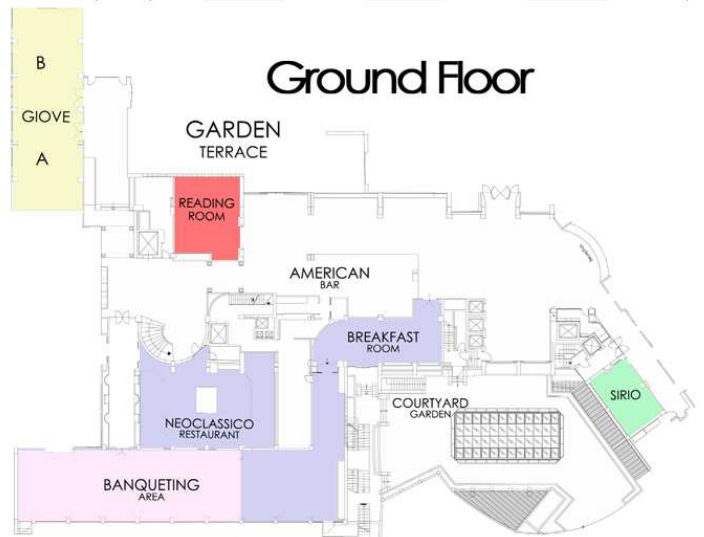 Ground Floor
B
GIOVE
A
GARDEN
TERRACE
READING
ROOM
AMERICAN
BAR
BREAKFAST
ROOM
NEOCLASSICO
RESTAURANT
COURTYARD
GARDEN
SIRIO
BANQUETING
AREA